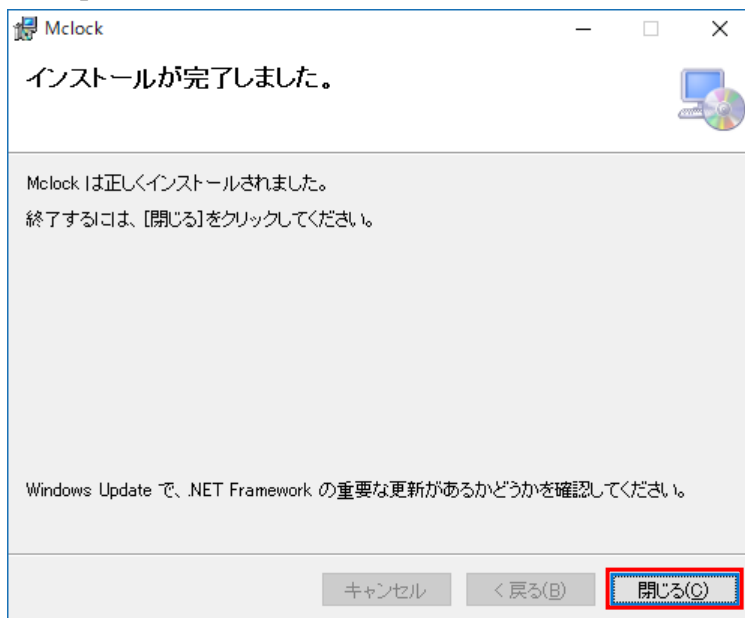 Mclock
インストールが完了しました。
Mclock は正しくインストールされました。
終了するには、[閉じる]をクリックしてください。
Windows Update で、.NET Framework の重要な更新があるかどうかを確認してください。
キャンセル
< 戻る(B)
閉じる(C)